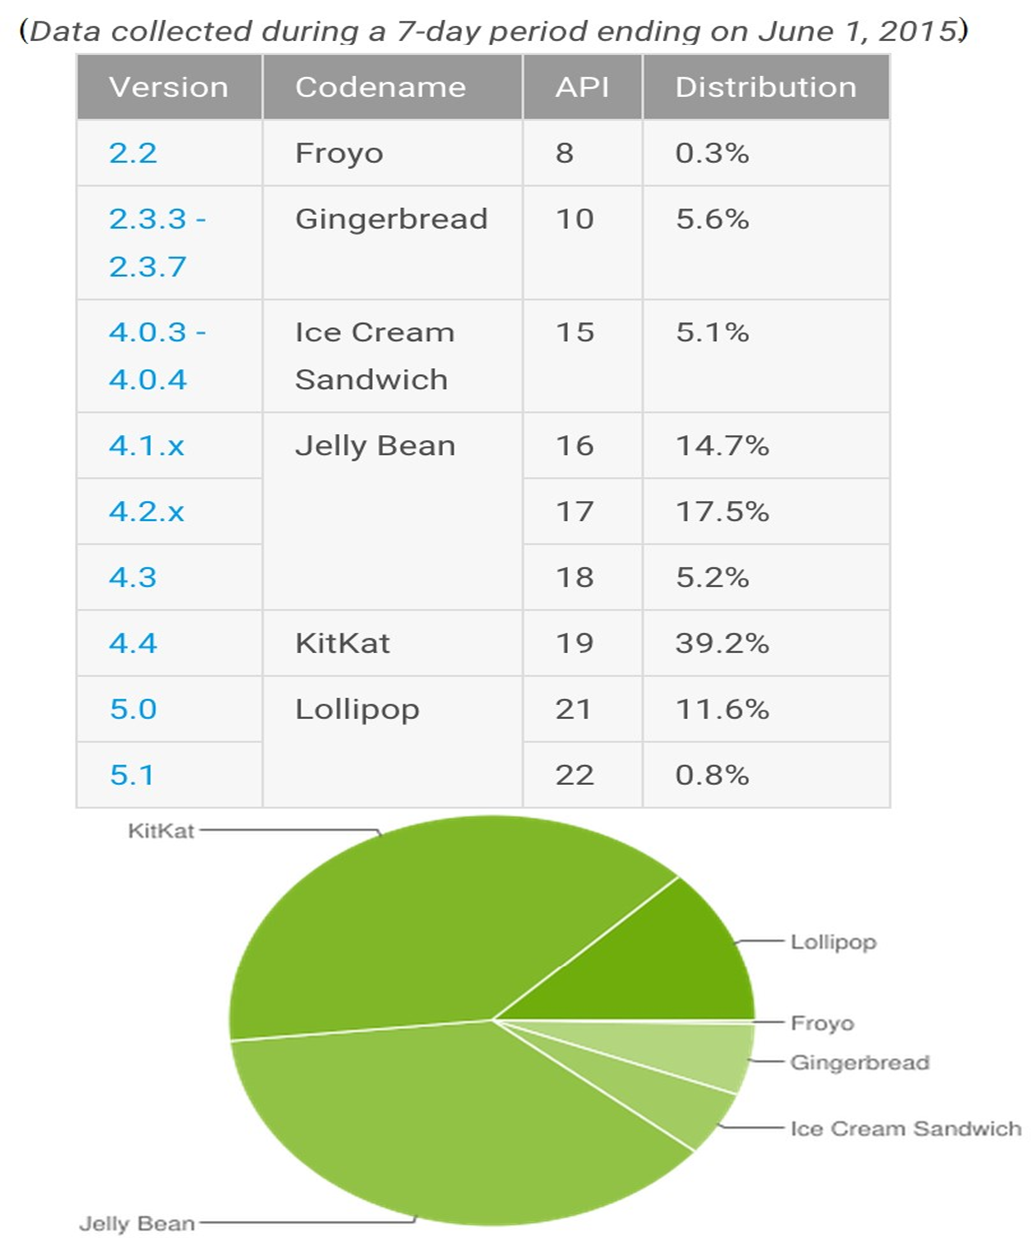 (Data collected during a 7-day period ending on June 1, 2015)
Version Codename API Distribution
2.2 Froyo 8 0.3%
2.3.3 - Gingerbread 10 5.6%
2.3.7
4.0.3 - Ice Cream 15 5.1%
4.0.4 Sandwich
4.1.x Jelly Bean 16 14.7%
4.2.x 17 17.5%
4.3 18 5.2%
4.4 KitKat 19 39.2%
5.0 Lollipop 21 11.6%
5.1 22 0.8%
KitKat
Lollipop
Froyo
Gingerbread
Ice Cream Sandwich
Jelly Bean